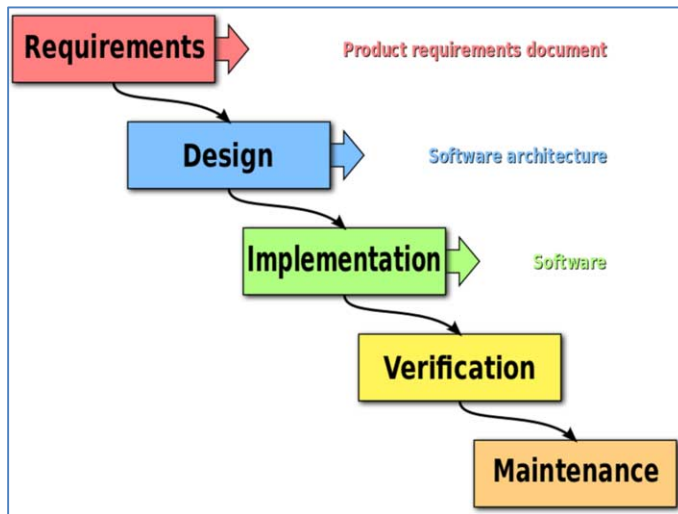 Requirements
Product requirements document
Design
Software architecture
Implementation
Software
Verification
Maintenance